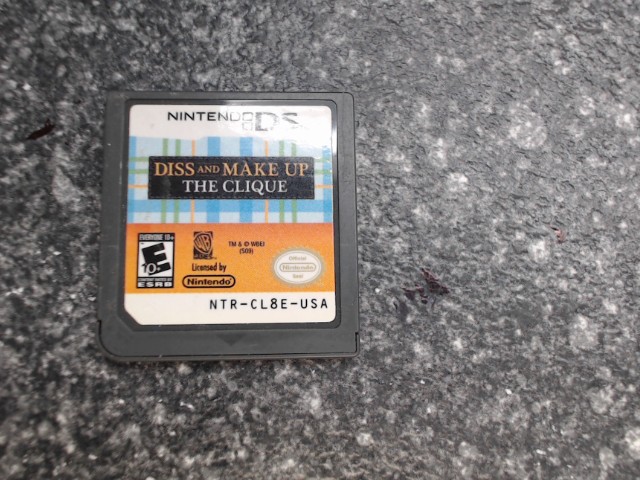 NINTENDO DS
DISS AND MAKE UP
THE CLIQUE
EVERYONE 10+
E
10+
ESRB
WB
TM & © WBEI
(S08)
Licensed by
Nintendo
Official
Nintendo
Seal
NTR-CL8E-USA